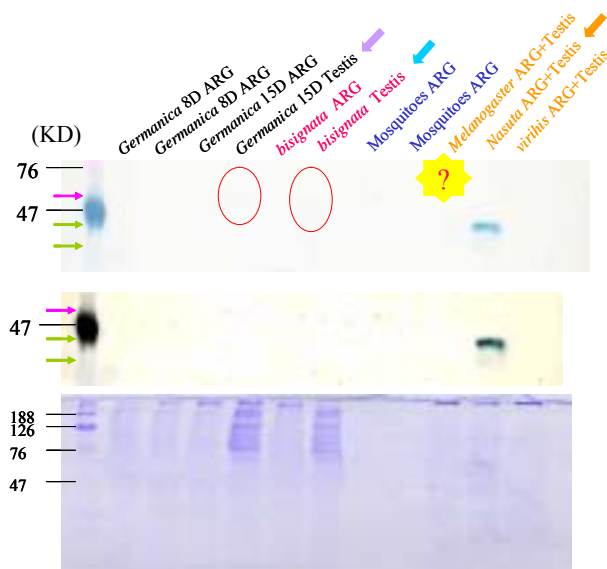 Germanica 8D ARG
Germanica 8D ARG
Germanica 15D ARG
Germanica 15D Testis
bisignata ARG
bisignata Testis
Mosquitoes ARG
Mosquitoes ARG
Melanogaster ARG+Testis
Nasuta ARG+Testis
virihis ARG+Testis
(KD)
76
?
47
47
188
126
76
47